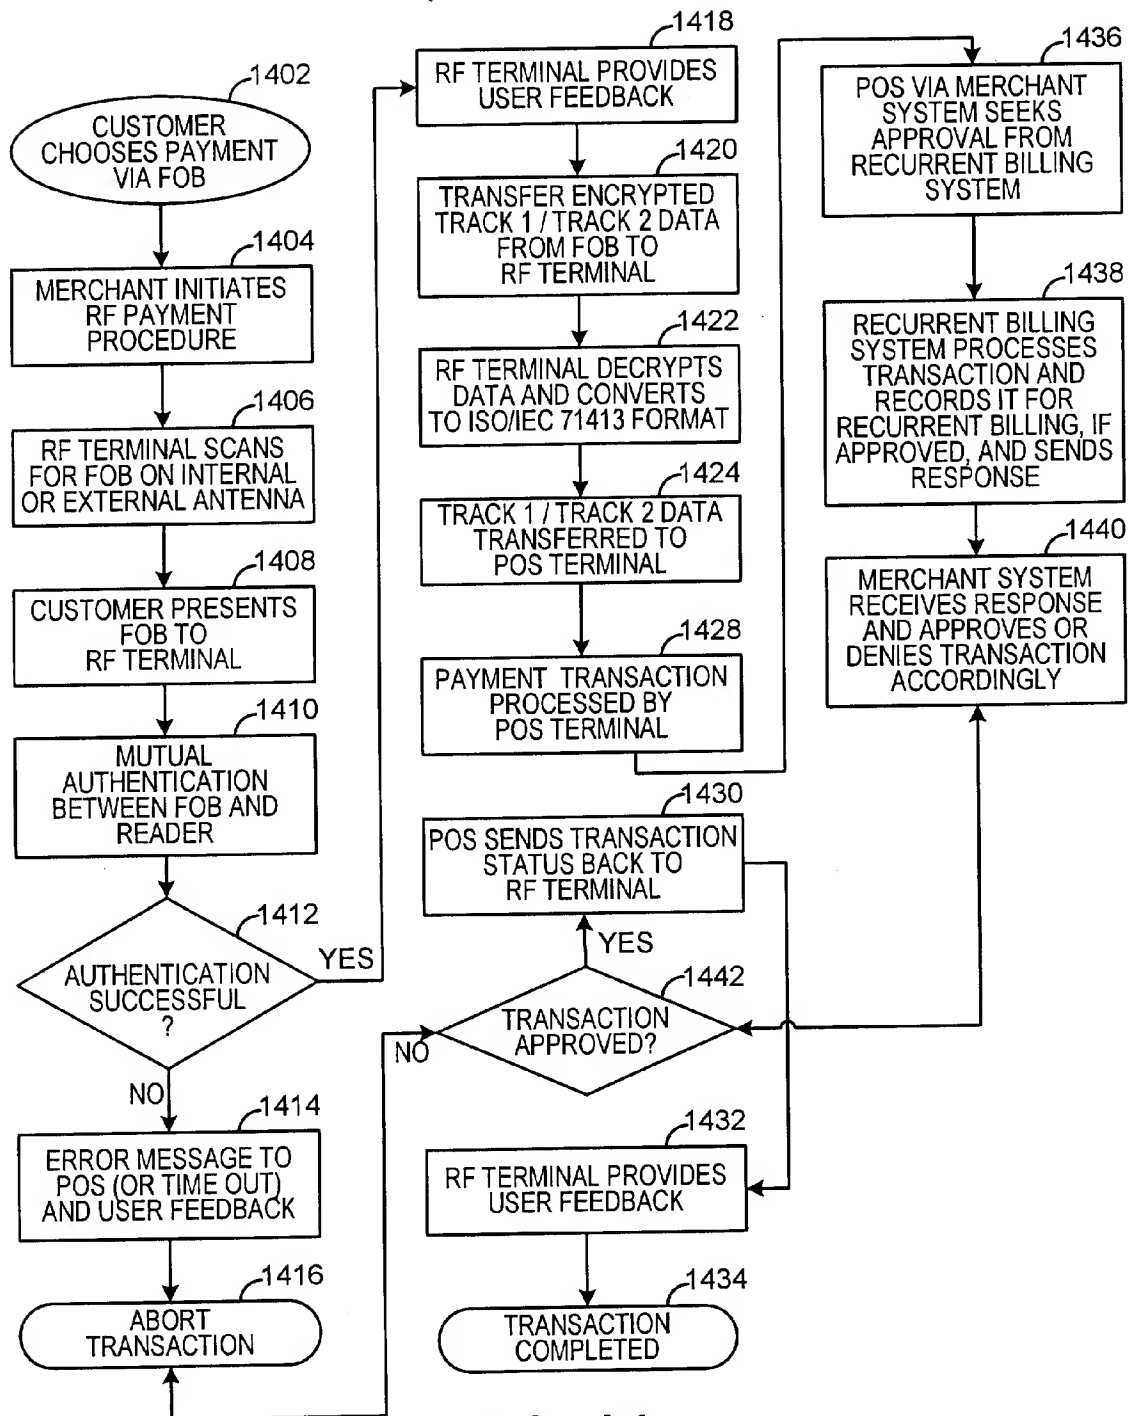 1402
CUSTOMER
CHOOSES PAYMENT
VIA FOB
1404
MERCHANT INITIATES
RF PAYMENT
PROCEDURE
1406
RF TERMINAL SCANS
FOR FOB ON INTERNAL
OR EXTERNAL ANTENNA
1408
CUSTOMER PRESENTS
FOB TO
RF TERMINAL
1410
MUTUAL
AUTHENTICATION
BETWEEN FOB AND
READER
1412
AUTHENTICATION
SUCCESSFUL
?
YES
NO
1414
ERROR MESSAGE TO
POS (OR TIME OUT)
AND USER FEEDBACK
1416
ABORT
TRANSACTION
1418
RF TERMINAL PROVIDES
USER FEEDBACK
1420
TRANSFER ENCRYPTED
TRACK 1 / TRACK 2 DATA
FROM FOB TO
RF TERMINAL
1422
RF TERMINAL DECRYPTS
DATA AND CONVERTS
TO ISO/IEC 71413 FORMAT
1424
TRACK 1 / TRACK 2 DATA
TRANSFERRED TO
POS TERMINAL
1428
PAYMENT TRANSACTION
PROCESSED BY
POS TERMINAL
1430
POS SENDS TRANSACTION
STATUS BACK TO
RF TERMINAL
YES
1442
TRANSACTION
APPROVED?
NO
1432
RF TERMINAL PROVIDES
USER FEEDBACK
1434
TRANSACTION
COMPLETED
1436
POS VIA MERCHANT
SYSTEM SEEKS
APPROVAL FROM
RECURRENT BILLING
SYSTEM
1438
RECURRENT BILLING
SYSTEM PROCESSES
TRANSACTION AND
RECORDS IT FOR
RECURRENT BILLING, IF
APPROVED, AND SENDS
RESPONSE
1440
MERCHANT SYSTEM
RECEIVES RESPONSE
AND APPROVES OR
DENIES TRANSACTION
ACCORDINGLY